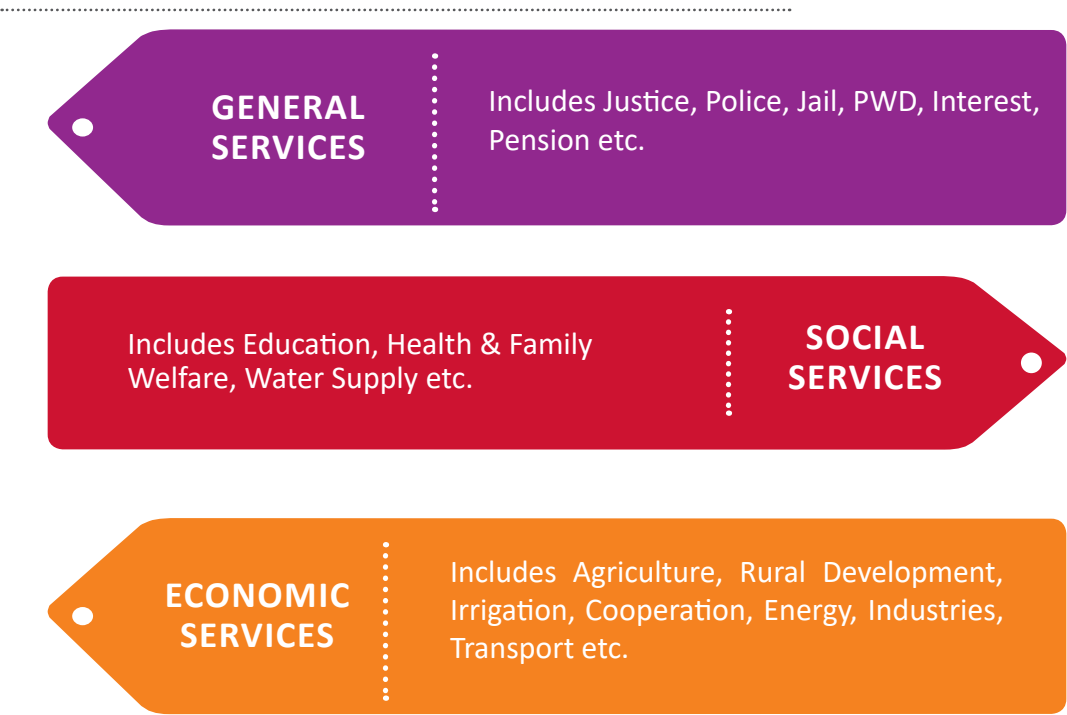 GENERAL
SERVICES
Includes Justice, Police, Jail, PWD, Interest,
Pension etc.
Includes Education, Health & Family
Welfare, Water Supply etc.
SOCIAL
SERVICES
ECONOMIC
SERVICES
Includes Agriculture, Rural Development,
Irrigation, Cooperation, Energy, Industries,
Transport etc.